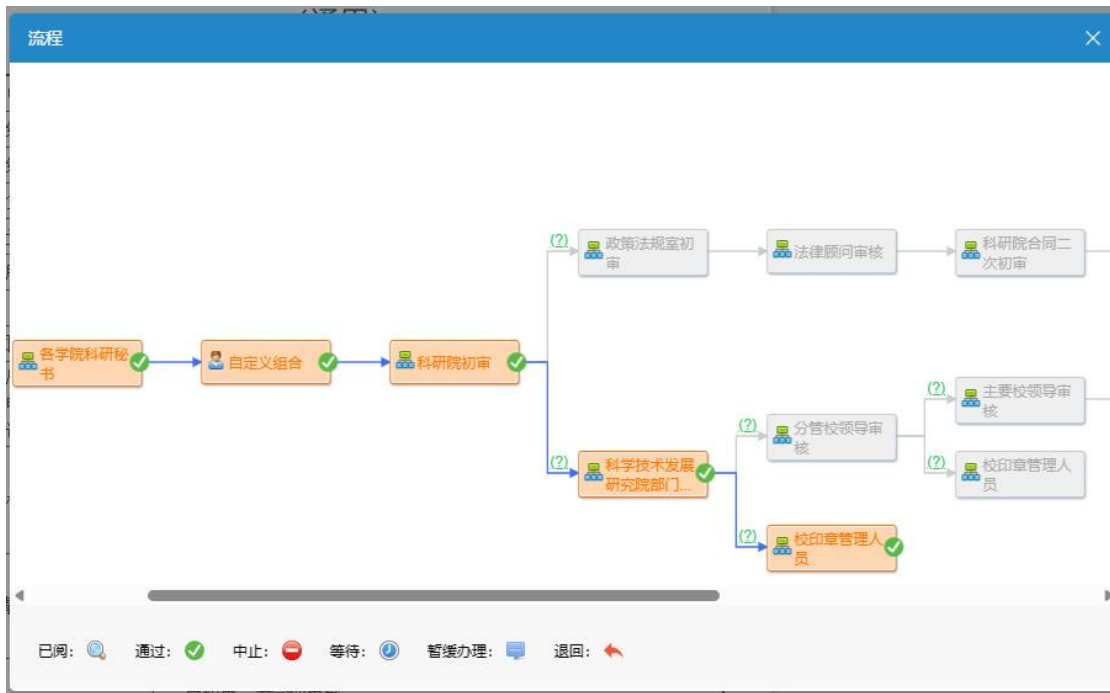 (通用)
流程
(?)
政策法规室初
审
法律顾问审核
科研院合同二
次初审
各学院科研秘
书
自定义组合
科研院初审
(?)
主要校领导审
核
(?)
分管校领导审
核
(?)
科学技术发展
研究院部门...
(?)
校印章管理人
员
(?)
校印章管理人
员
已阅: 通过: 中止: 等待: 暂缓办理: 退回: